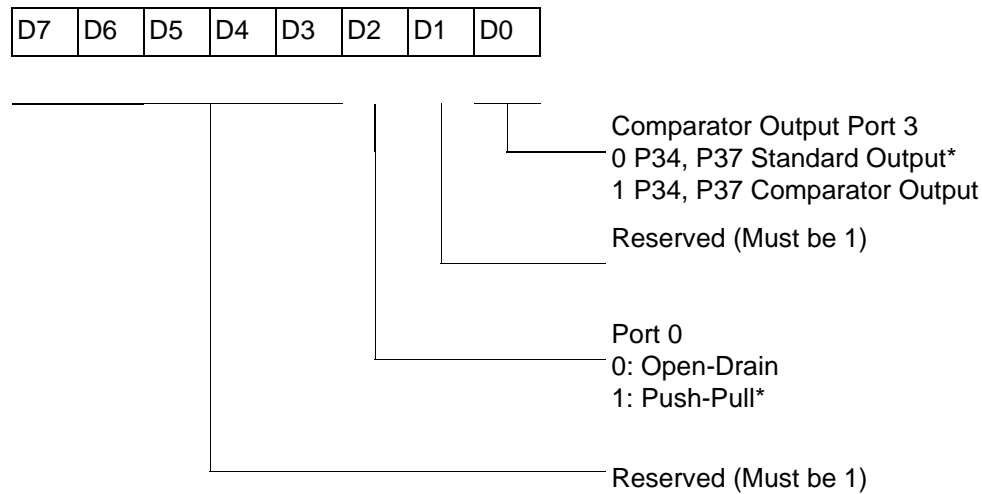 D7 D6 D5 D4 D3 D2 D1 D0
Comparator Output Port 3
0 P34, P37 Standard Output*
1 P34, P37 Comparator Output
Reserved (Must be 1)
Port 0
0: Open-Drain
1: Push-Pull*
Reserved (Must be 1)